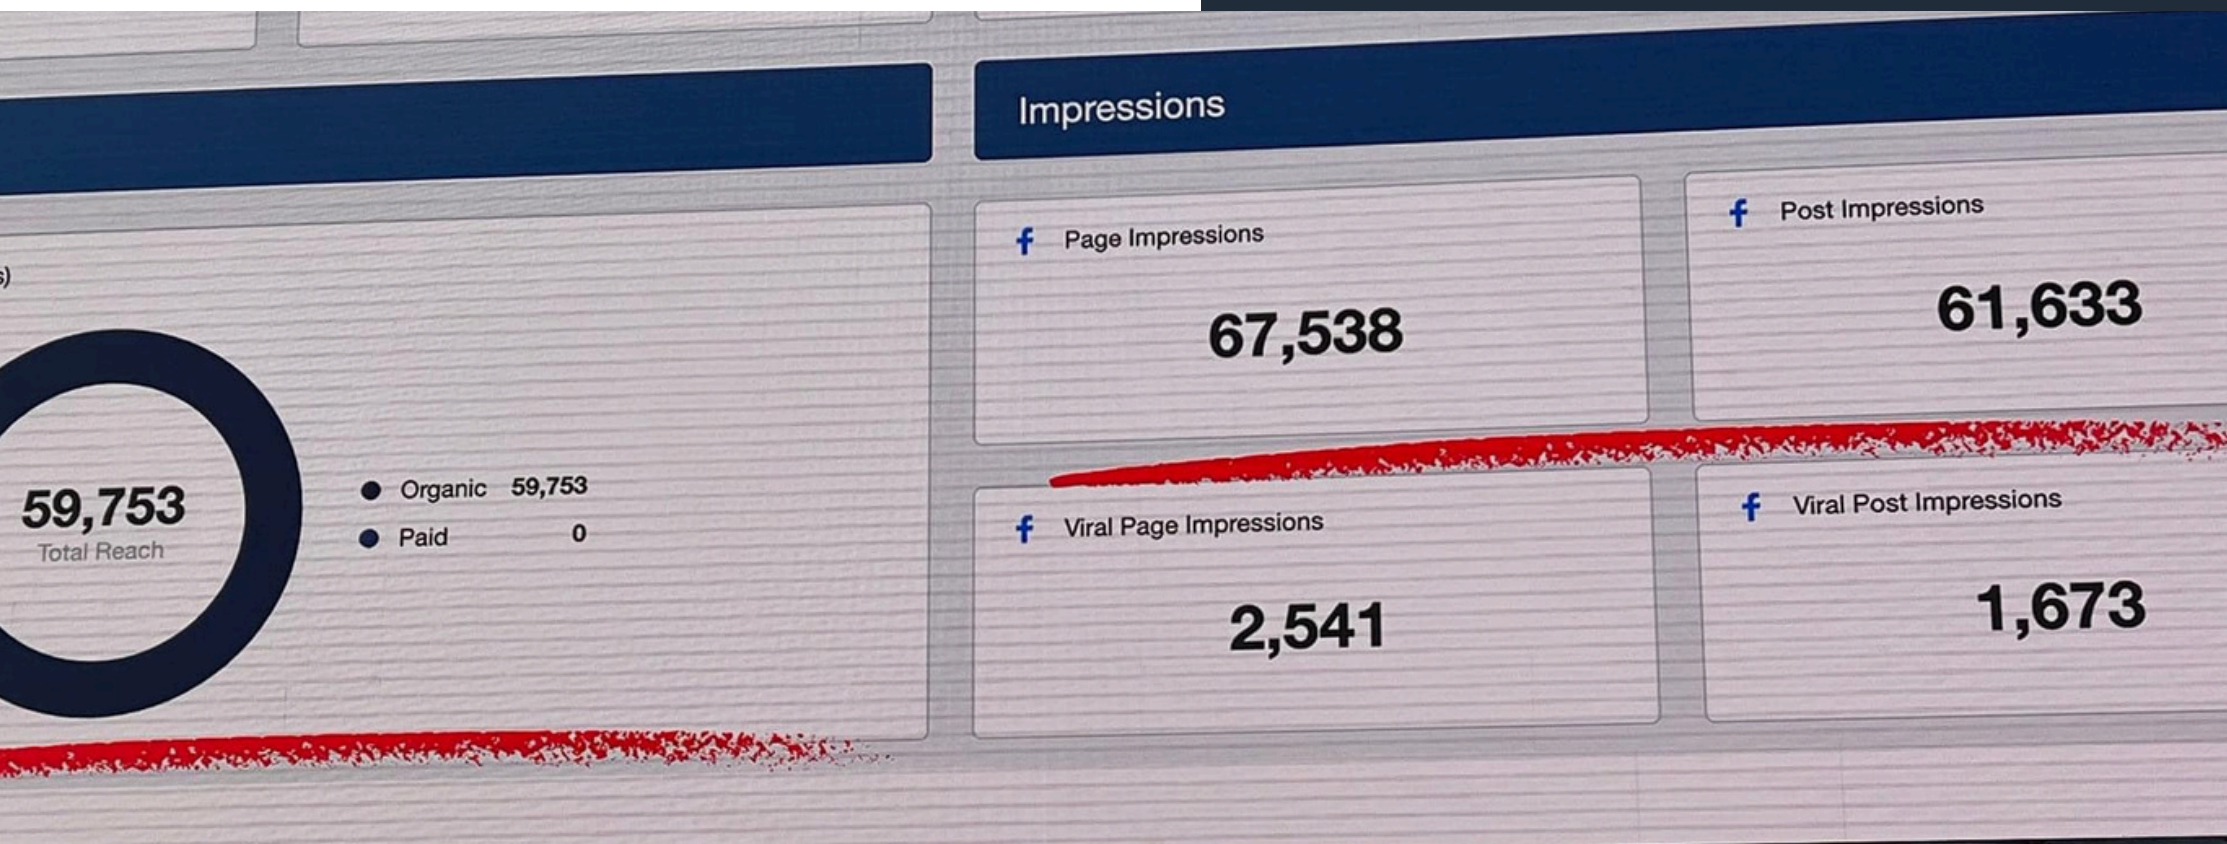 Impressions
s)
59,753
Total Reach
Organic 59,753
Paid 0
Page Impressions
67,538
Post Impressions
61,633
Viral Page Impressions
2,541
Viral Post Impressions
1,673